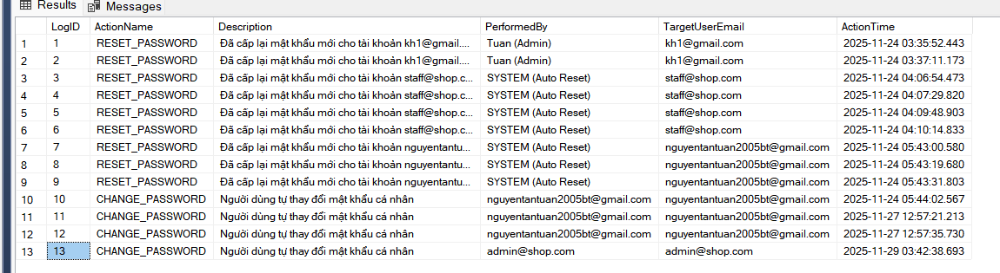 Results Messages
LogID ActionName Description PerformedBy TargetUserEmail ActionTime
1 1 RESET_PASSWORD Đã cấp lại mật khẩu mới cho tài khoản kh1@gmail.... Tuan (Admin) kh1@gmail.com 2025-11-24 03:35:52.443
2 2 RESET_PASSWORD Đã cấp lại mật khẩu mới cho tài khoản kh1@gmail.... Tuan (Admin) kh1@gmail.com 2025-11-24 03:37:11.173
3 3 RESET_PASSWORD Đã cấp lại mật khẩu mới cho tài khoản staff@shop.c... SYSTEM (Auto Reset) staff@shop.com 2025-11-24 04:06:54.473
4 4 RESET_PASSWORD Đã cấp lại mật khẩu mới cho tài khoản staff@shop.c... SYSTEM (Auto Reset) staff@shop.com 2025-11-24 04:07:29.820
5 5 RESET_PASSWORD Đã cấp lại mật khẩu mới cho tài khoản staff@shop.c... SYSTEM (Auto Reset) staff@shop.com 2025-11-24 04:09:48.903
6 6 RESET_PASSWORD Đã cấp lại mật khẩu mới cho tài khoản staff@shop.c... SYSTEM (Auto Reset) staff@shop.com 2025-11-24 04:10:14.833
7 7 RESET_PASSWORD Đã cấp lại mật khẩu mới cho tài khoản nguyentantu... SYSTEM (Auto Reset) nguyentantuan2005bt@gmail.com 2025-11-24 05:43:00.580
8 8 RESET_PASSWORD Đã cấp lại mật khẩu mới cho tài khoản nguyentantu... SYSTEM (Auto Reset) nguyentantuan2005bt@gmail.com 2025-11-24 05:43:19.680
9 9 RESET_PASSWORD Đã cấp lại mật khẩu mới cho tài khoản nguyentantu... SYSTEM (Auto Reset) nguyentantuan2005bt@gmail.com 2025-11-24 05:43:31.803
10 10 CHANGE_PASSWORD Người dùng tự thay đổi mật khẩu cá nhân nguyentantuan2005bt@gmail.com nguyentantuan2005bt@gmail.com 2025-11-24 05:44:02.567
11 11 CHANGE_PASSWORD Người dùng tự thay đổi mật khẩu cá nhân nguyentantuan2005bt@gmail.com nguyentantuan2005bt@gmail.com 2025-11-27 12:57:21.213
12 12 CHANGE_PASSWORD Người dùng tự thay đổi mật khẩu cá nhân nguyentantuan2005bt@gmail.com nguyentantuan2005bt@gmail.com 2025-11-27 12:57:35.730
13 13 CHANGE_PASSWORD Người dùng tự thay đổi mật khẩu cá nhân admin@shop.com admin@shop.com 2025-11-29 03:42:38.693